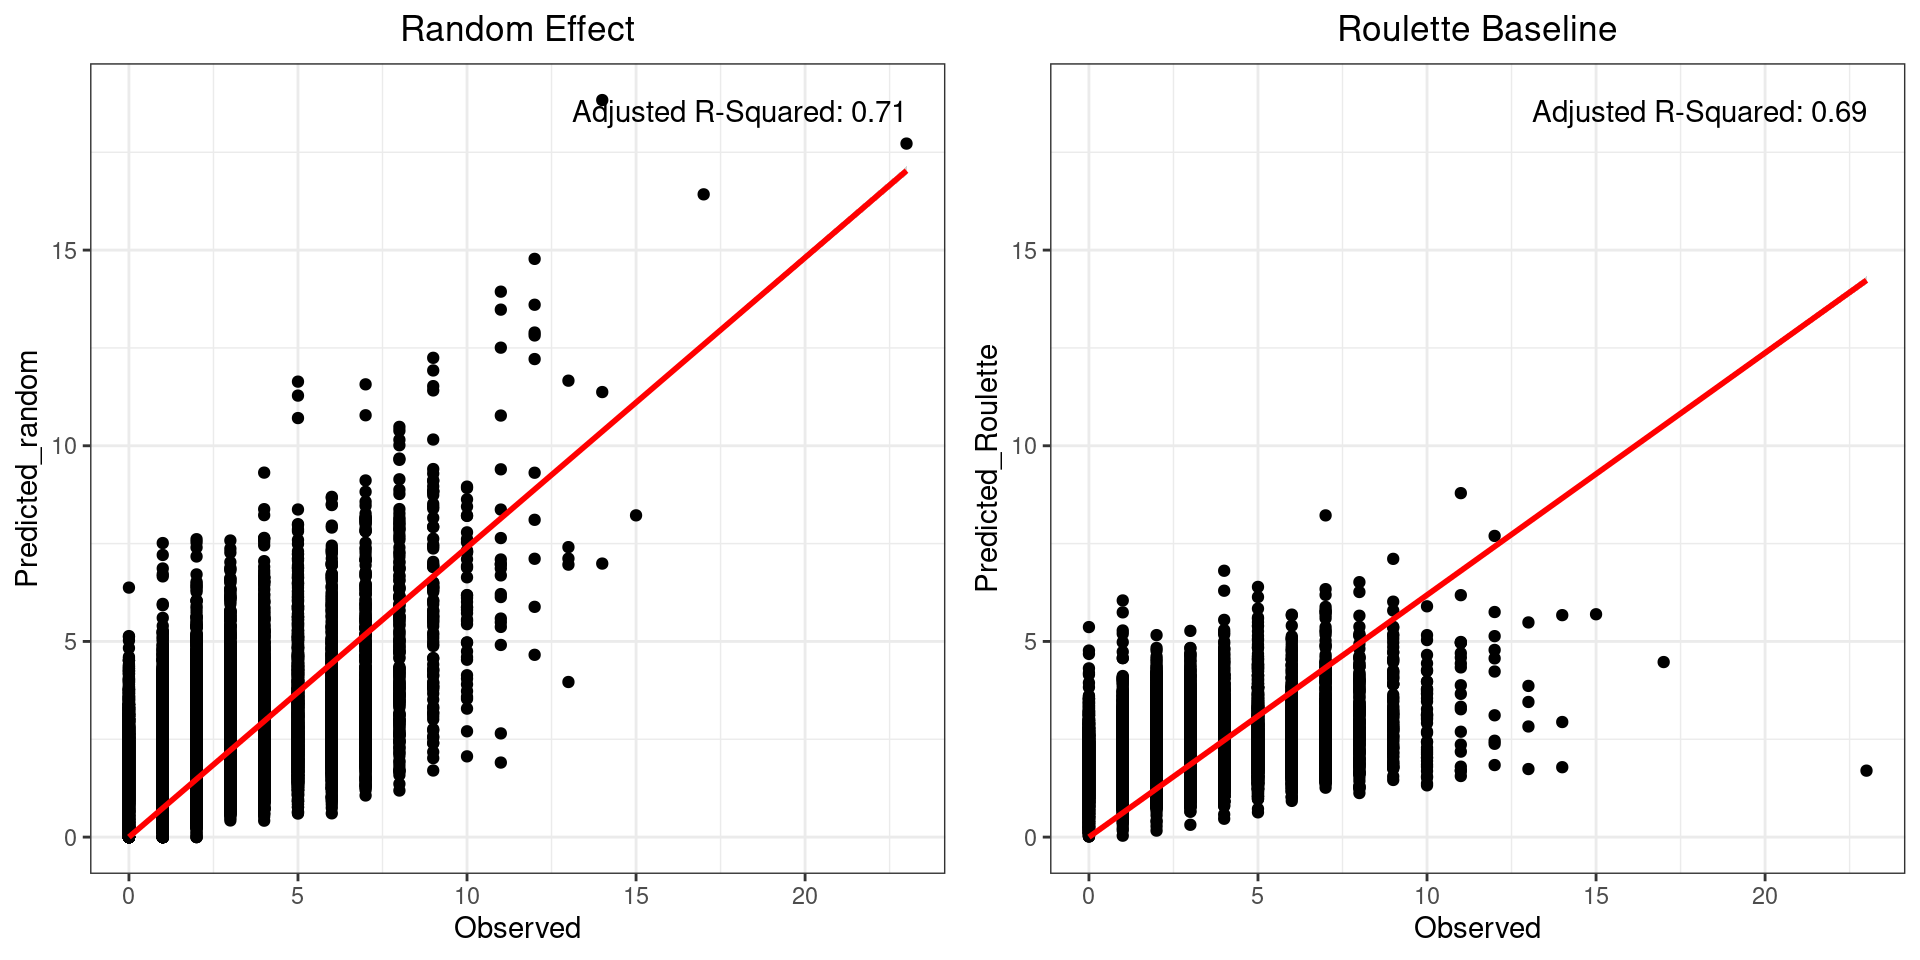 Random Effect
Adjusted R-Squared: 0.71
Predicted_random
15
10
5
0
0 5 10 15 20
Observed
Roulette Baseline
Adjusted R-Squared: 0.69
Predicted_Roulette
15
10
5
0
0 5 10 15 20
Observed